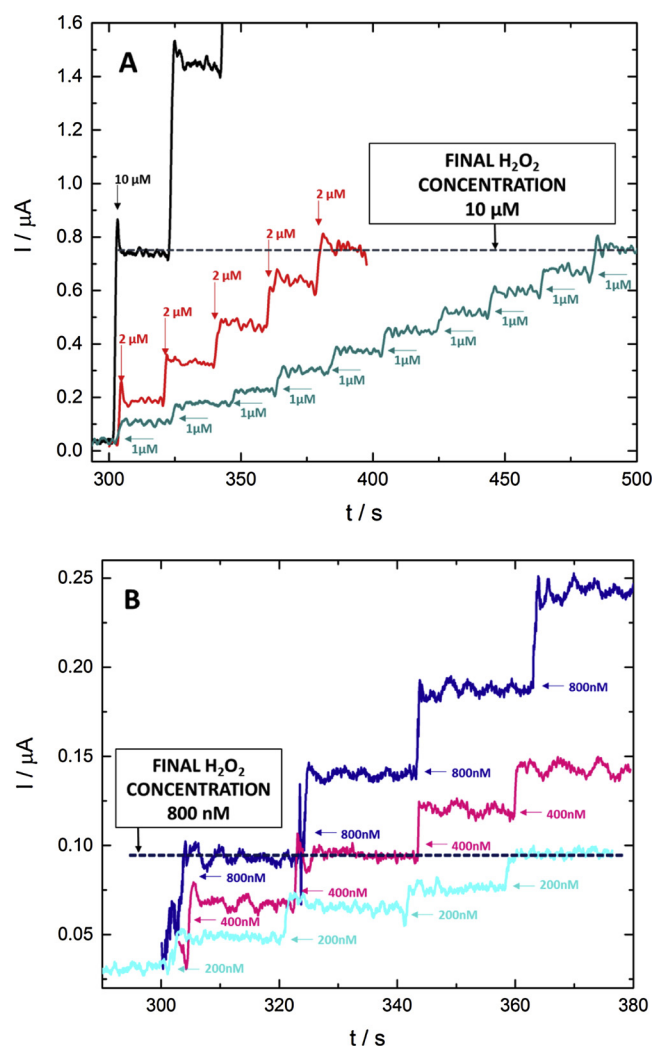 A
I / µA
1.6
1.4
1.2
1.0
0.8
0.6
0.4
0.2
0.0
10 µM
2 µM
2 µM
2 µM
2 µM
2 µM
FINAL H₂O₂
CONCENTRATION
10 µM
1µM
1µM
1µM
1µM
1µM
1µM
1µM
1µM
1µM
1µM
300 350 400 450 500
t / s
B
I / µA
0.25
0.20
0.15
0.10
0.05
FINAL H₂O₂
CONCENTRATION
800 nM
800nM
800nM
800nM
800nM
400nM
400nM
400nM
400nM
200nM
200nM
200nM
200nM
300 320 340 360 380
t / s